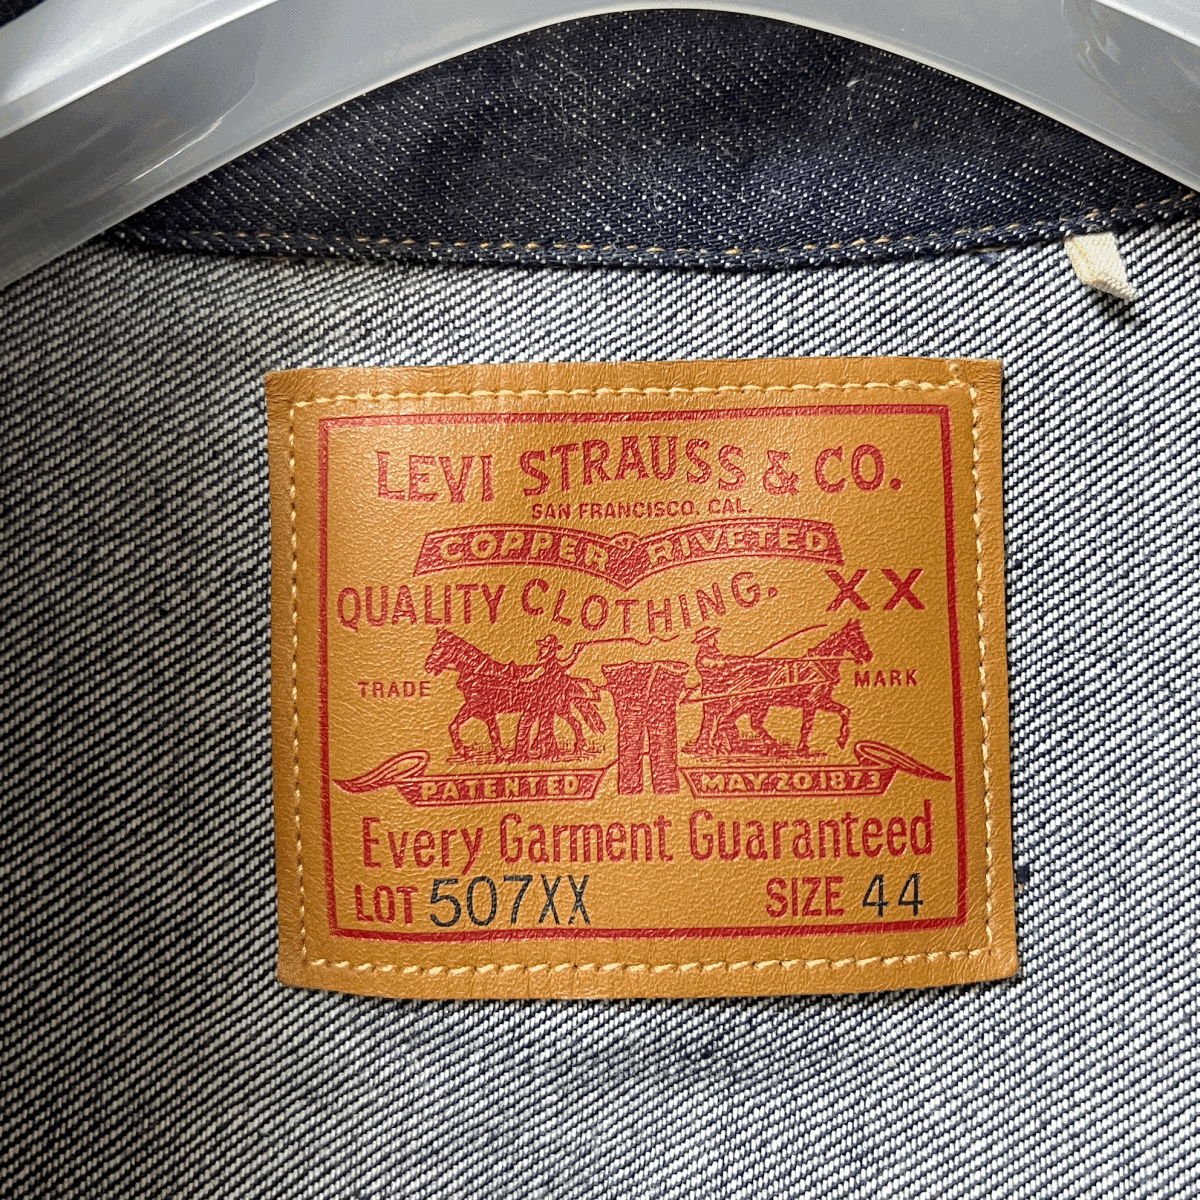 LEVI STRAUSS & CO.
SAN FRANCISCO, CAL.
COPPER RIVETED
QUALITY CLOTHING. XX
TRADE MARK
PATENTED MAY 20 1873
Every Garment Guaranteed
LOT 507XX SIZE 44